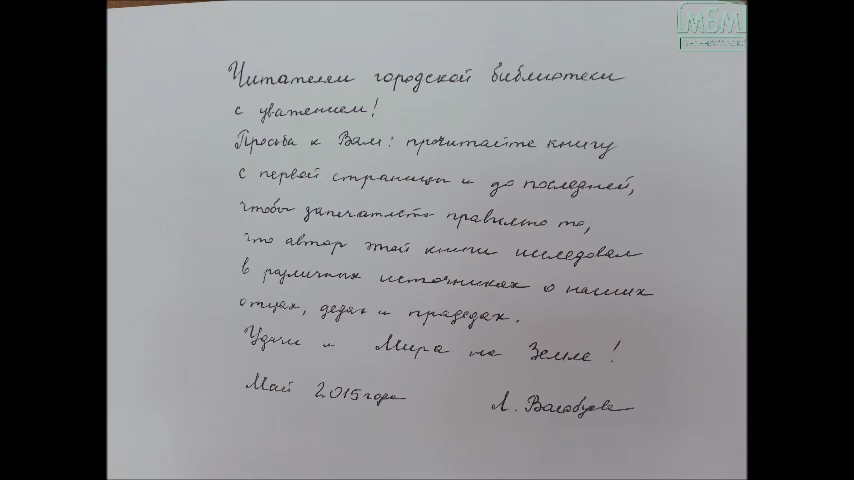 МБМ
Читателям городской библиотеки
с уважением!
Просьба к Вам: прочитайте книгу
с первой страницы и до последней,
чтобы запечатлеть правильно то,
что автор этой книги исследовал
в различных источниках о наших
отцах, дедах и прадедах.
Удачи и Мира на Земле!
Май 2015 года
Л.